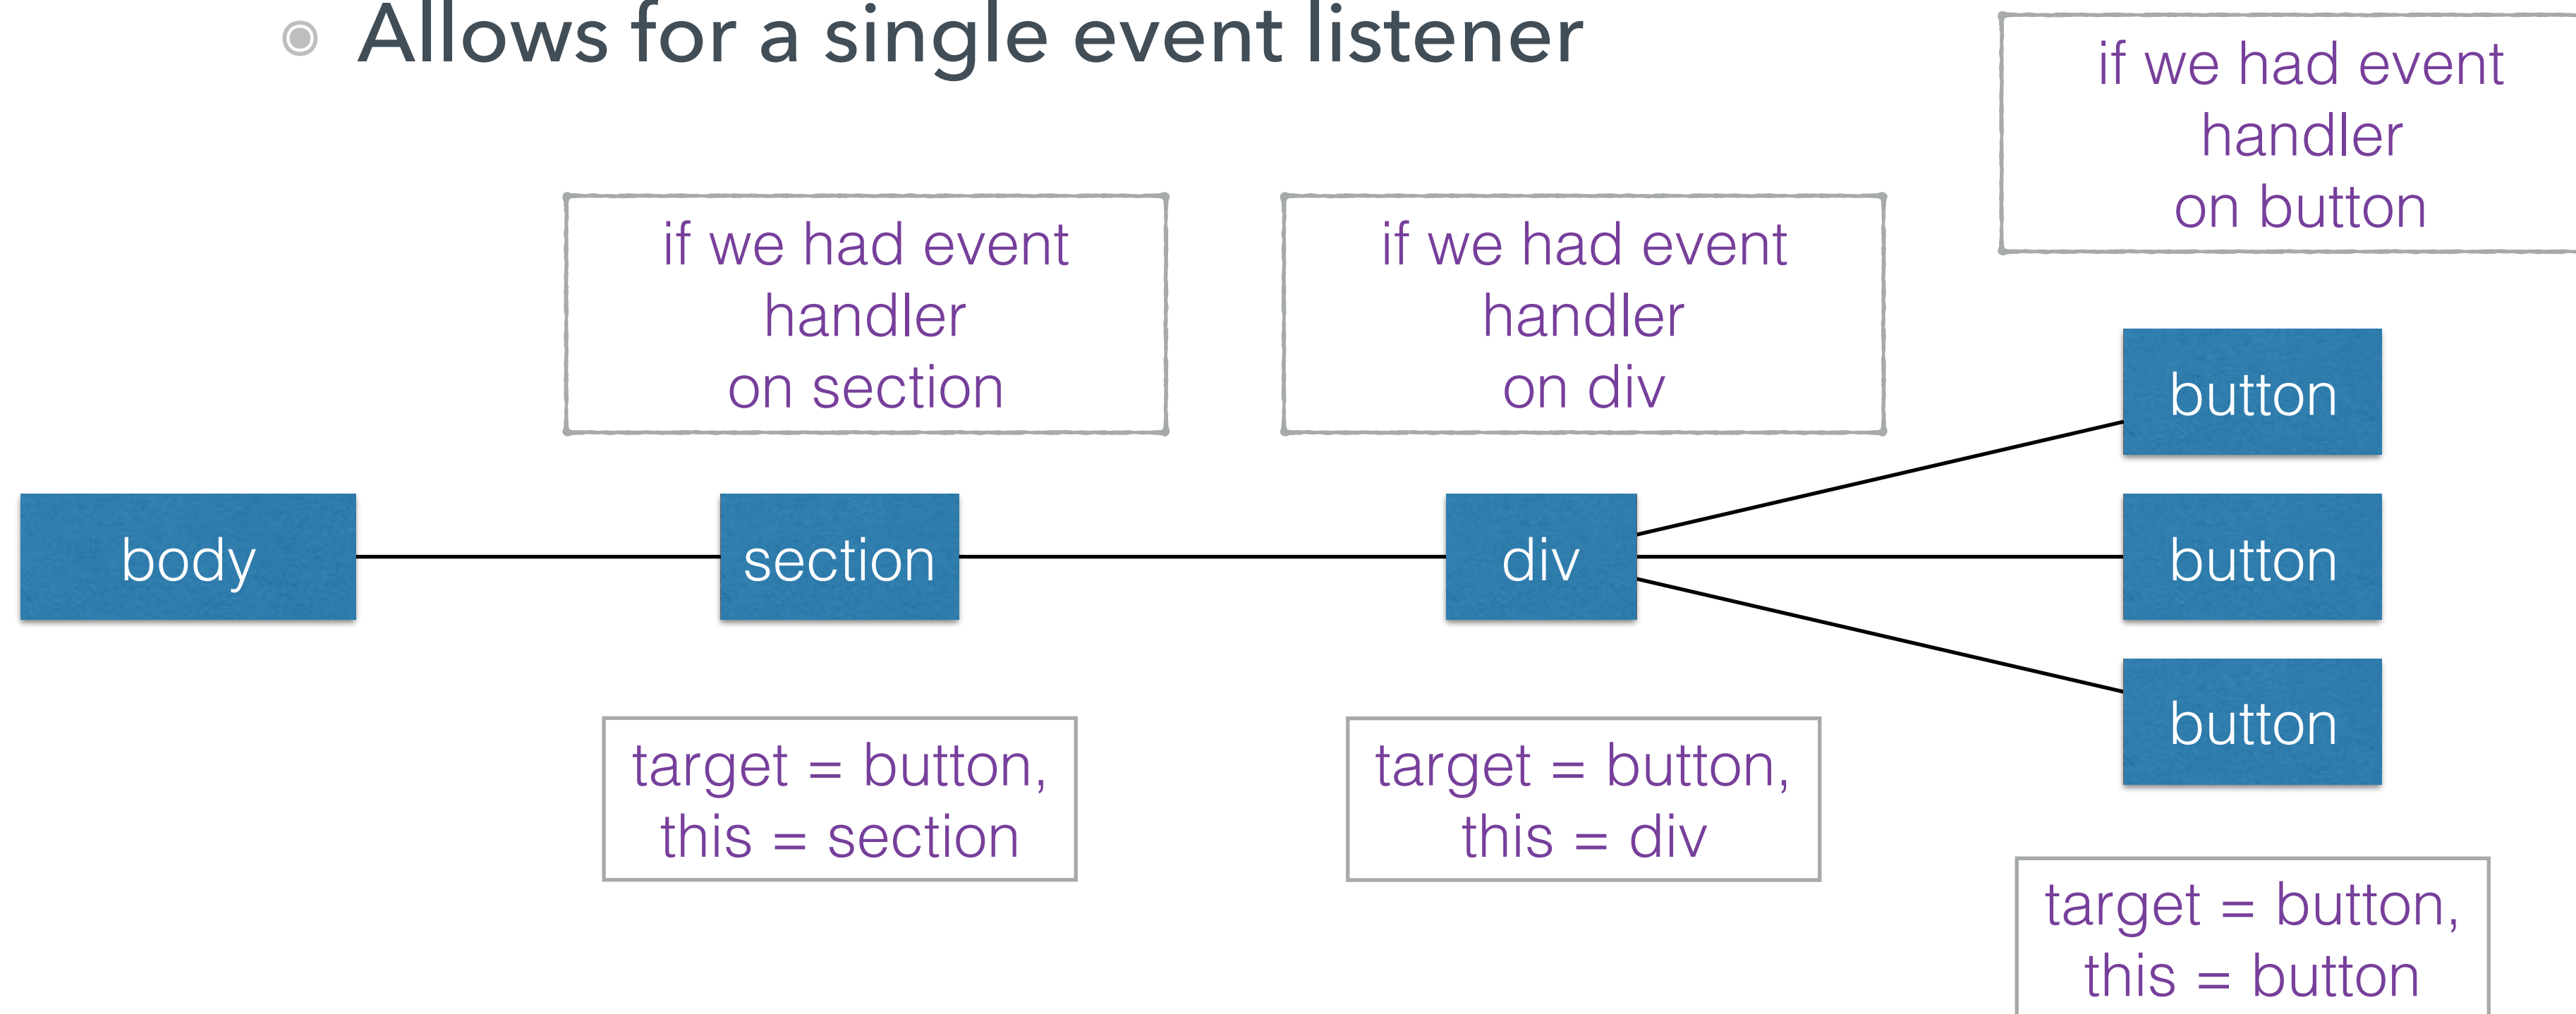 Allows for a single event listener
if we had event
handler
on section
if we had event
handler
on div
if we had event
handler
on button
body
section
div
button
button
button
target = button,
this = section
target = button,
this = div
target = button,
this = button